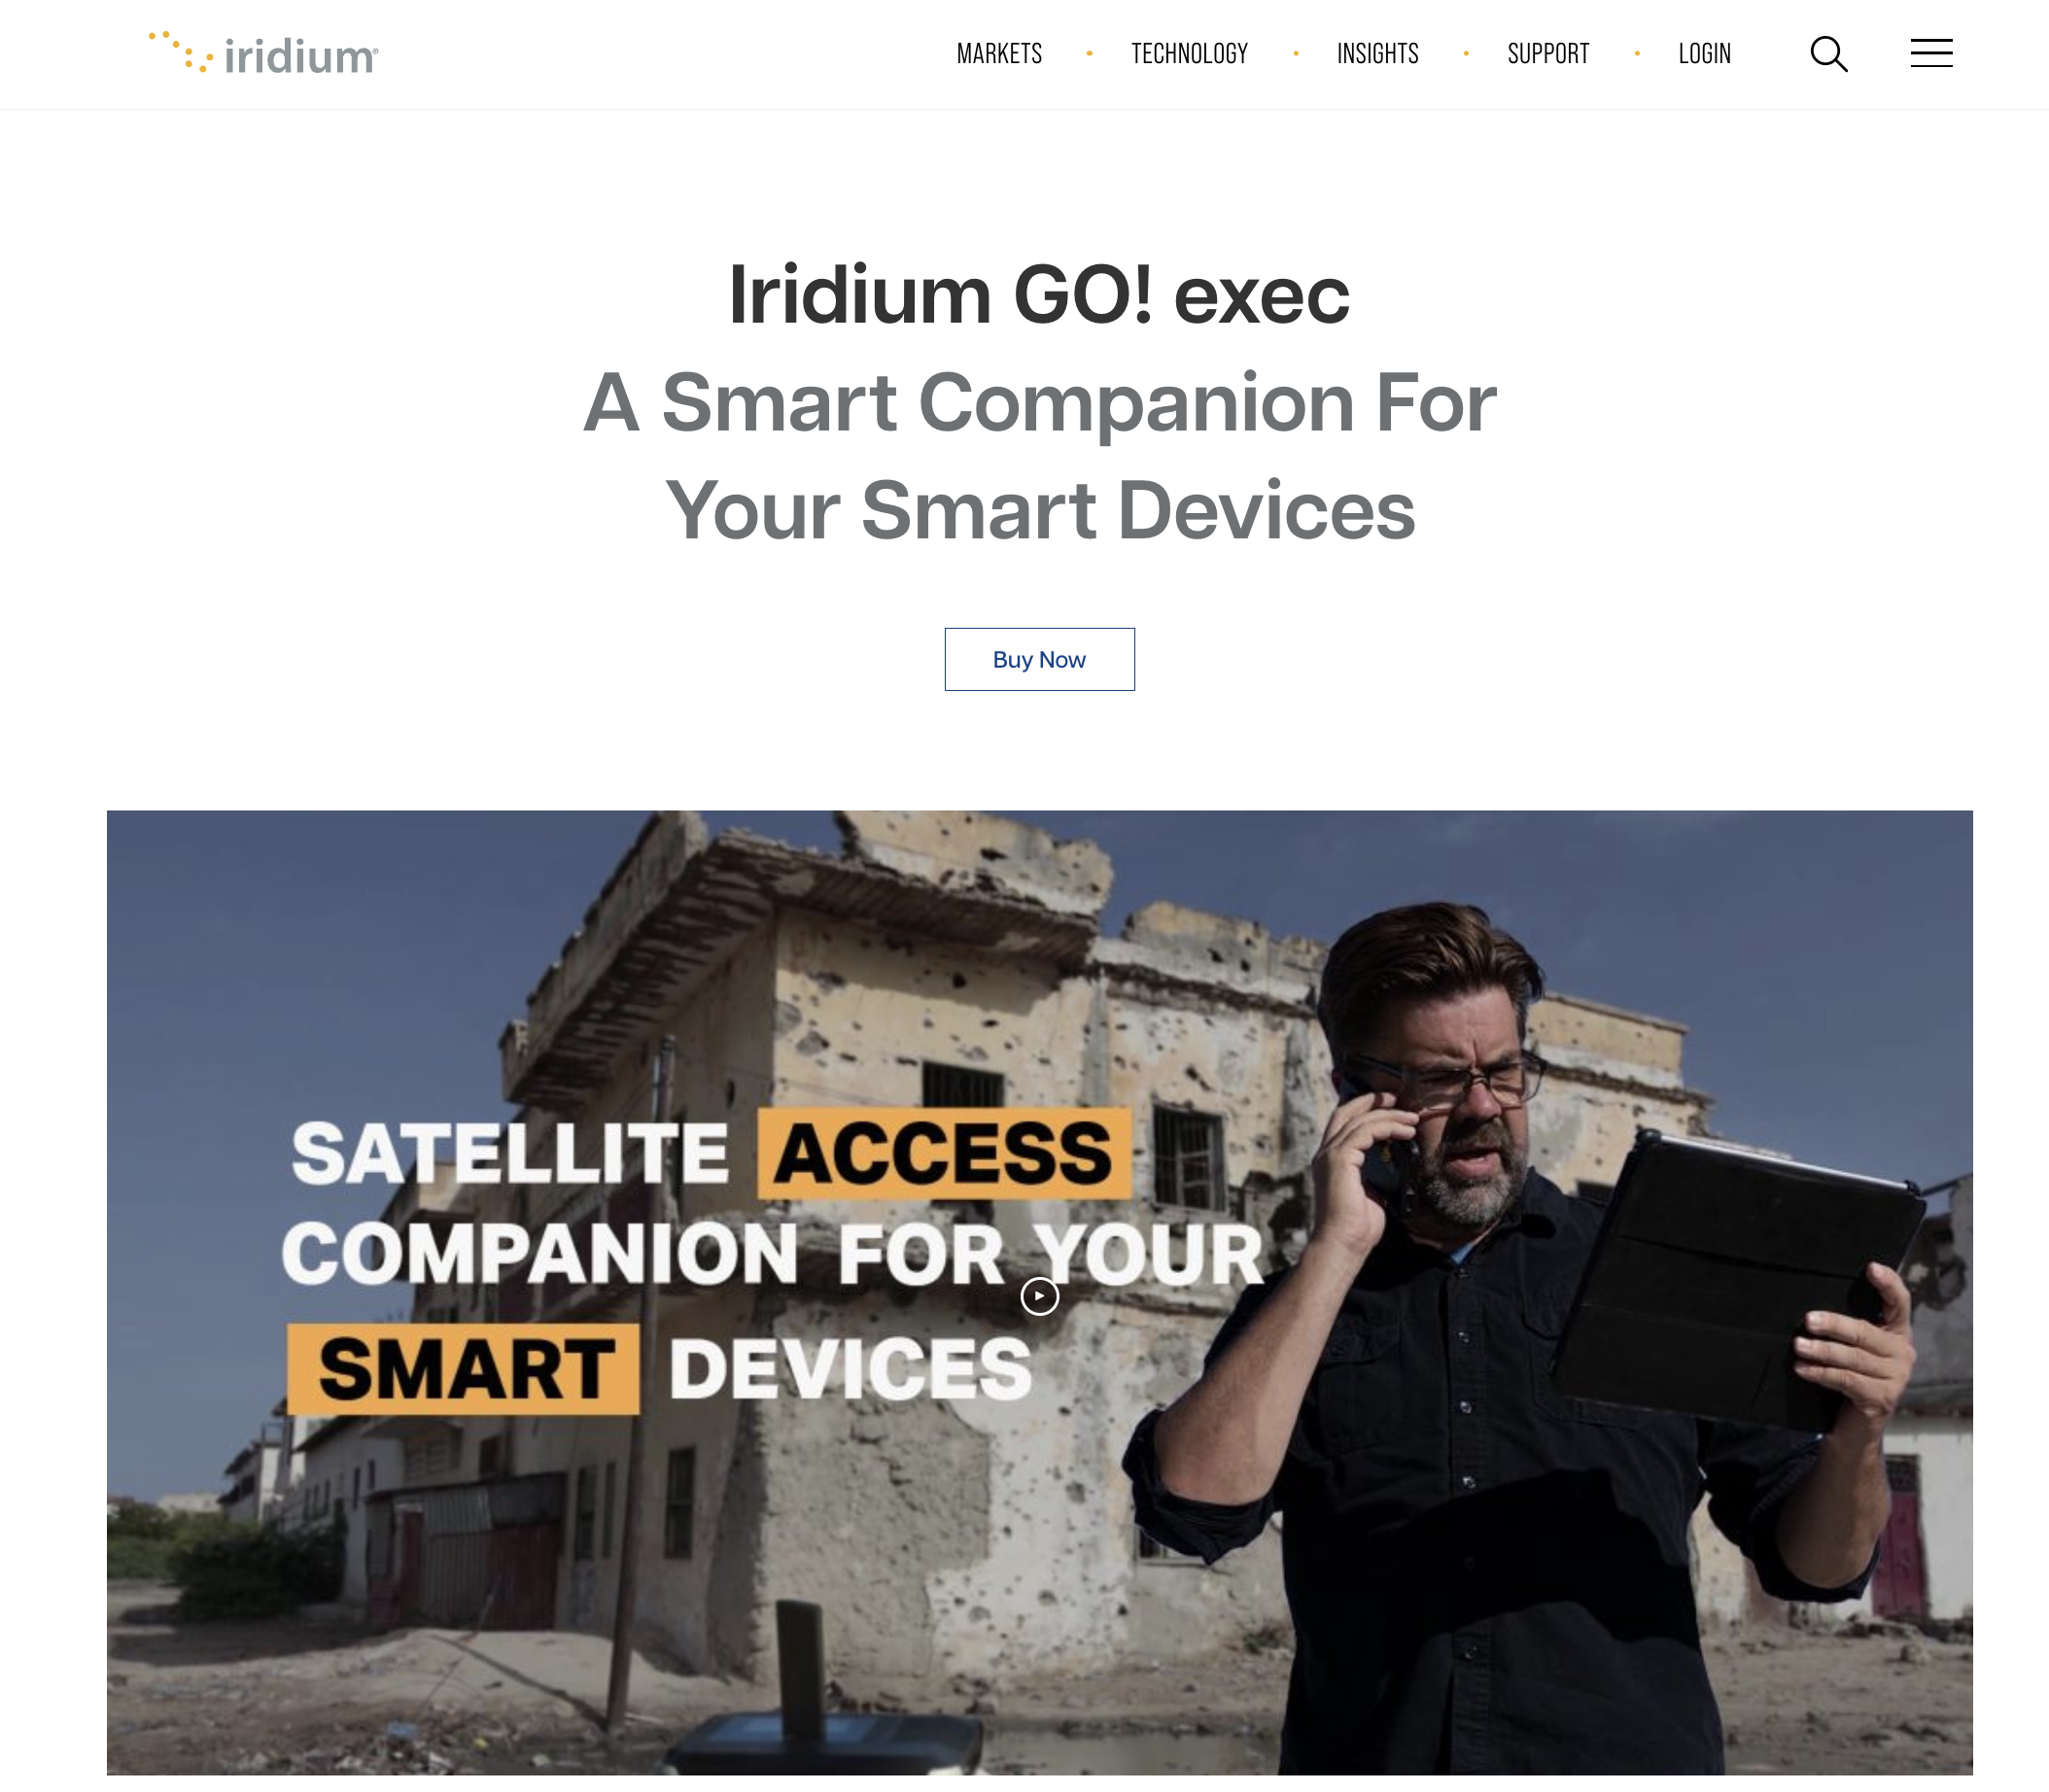 iridium®
MARKETS • TECHNOLOGY • INSIGHTS • SUPPORT • LOGIN
Iridium GO! exec
A Smart Companion For
Your Smart Devices
Buy Now
SATELLITE ACCESS
COMPANION FOR YOUR
SMART DEVICES